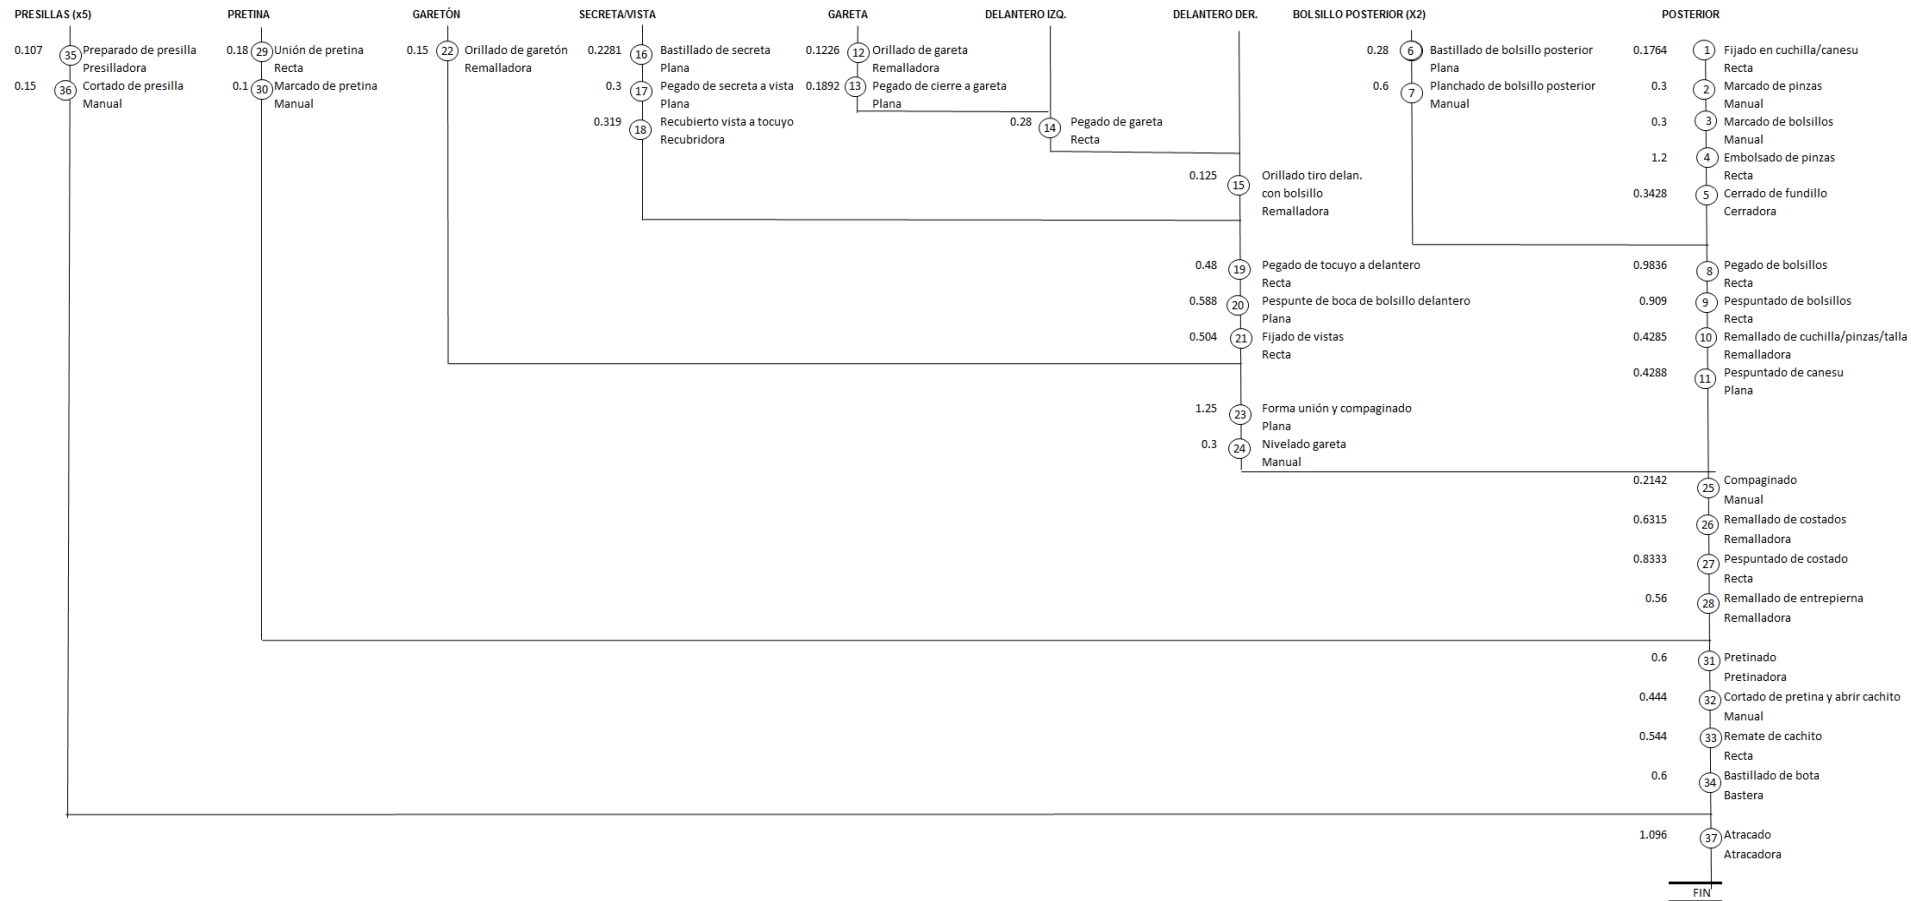 PRESILLAS (x5)
PRETINA
GARETÓN
SECRETA/VISTA
GARETA
DELANTERO IZQ.
DELANTERO DER.
BOLSILLO POSTERIOR (X2)
POSTERIOR
0.107 35 Preparado de presilla
Presilladora
0.15 36 Cortado de presilla
Manual
0.18 29 Unión de pretina
Recta
0.1 30 Marcado de pretina
Manual
0.15 22 Orillado de garetón
Remalladora
0.2281 16 Bastillado de secreta
Plana
0.3 17 Pegado de secreta a vista
Plana
0.319 18 Recubierto vista a tocuyo
Recubridora
0.1226 12 Orillado de gareta
Remalladora
0.1892 13 Pegado de cierre a gareta
Plana
0.28 14 Pegado de gareta
Recta
0.125 15 Orillado tiro delan.
con bolsillo
Remalladora
0.48 19 Pegado de tocuyo a delantero
Recta
0.588 20 Pespunte de boca de bolsillo delantero
Plana
0.504 21 Fijado de vistas
Recta
1.25 23 Forma unión y compaginado
Plana
0.3 24 Nivelado gareta
Manual
0.28 6 Bastillado de bolsillo posterior
Plana
0.6 7 Planchado de bolsillo posterior
Manual
0.1764 1 Fijado en cuchilla/canesu
Recta
0.3 2 Marcado de pinzas
Manual
0.3 3 Marcado de bolsillos
Manual
1.2 4 Embolsado de pinzas
Recta
0.3428 5 Cerrado de fundillo
Cerradora
0.9836 8 Pegado de bolsillos
Recta
0.909 9 Pespuntado de bolsillos
Recta
0.4285 10 Remallado de cuchilla/pinzas/talla
Remalladora
0.4288 11 Pespuntado de canesu
Plana
0.2142 25 Compaginado
Manual
0.6315 26 Remallado de costados
Remalladora
0.8333 27 Pespuntado de costado
Recta
0.56 28 Remallado de entrepierna
Remalladora
0.6 31 Pretinado
Pretinadora
0.444 32 Cortado de pretina y abrir cachito
Manual
0.544 33 Remate de cachito
Recta
0.6 34 Bastillado de bota
Bastera
1.096 37 Atracado
Atracadora
FIN